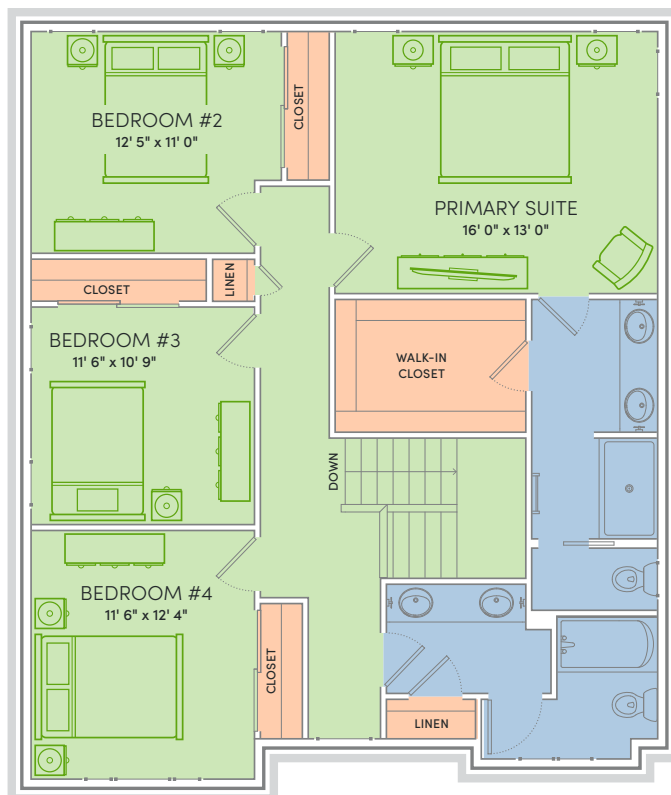 BEDROOM #2
12' 5" x 11' 0"
CLOSET
PRIMARY SUITE
16' 0" x 13' 0"
CLOSET
LINEN
BEDROOM #3
11' 6" x 10' 9"
WALK-IN
CLOSET
DOWN
BEDROOM #4
11' 6" x 12' 4"
CLOSET
LINEN